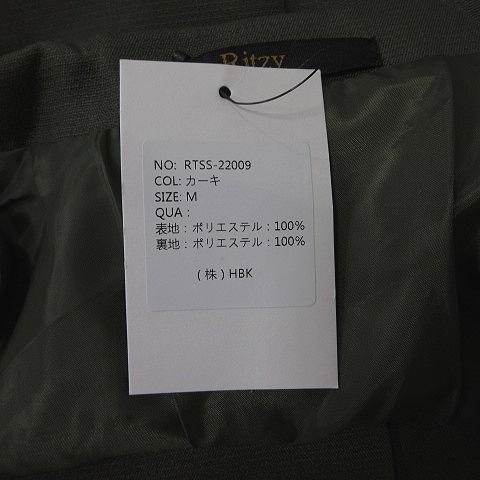 Ritzy
NO: RTSS-22009
COL: カーキ
SIZE: M
QUA :
表地 : ポリエステル : 100%
裏地 : ポリエステル : 100%
( 株 ) HBK